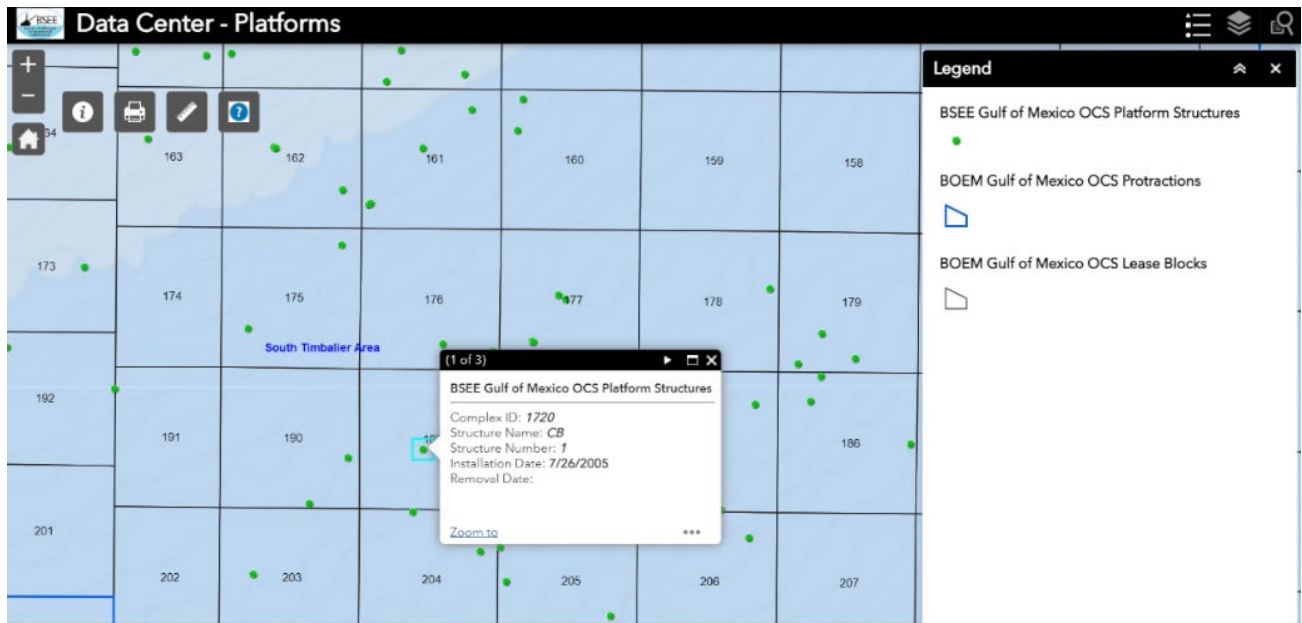 BSEE
Data Center - Platforms
Legend
BSEE Gulf of Mexico OCS Platform Structures
BOEM Gulf of Mexico OCS Protractions
BOEM Gulf of Mexico OCS Lease Blocks
163
162
161
160
159
158
173
174
175
176
177
178
179
South Timbalier Area
(1 of 3)
BSEE Gulf of Mexico OCS Platform Structures
Complex ID: 1720
Structure Name: CB
Structure Number: 1
Installation Date: 7/26/2005
Removal Date:
Zoom to
192
191
190
186
201
202
203
204
205
206
207